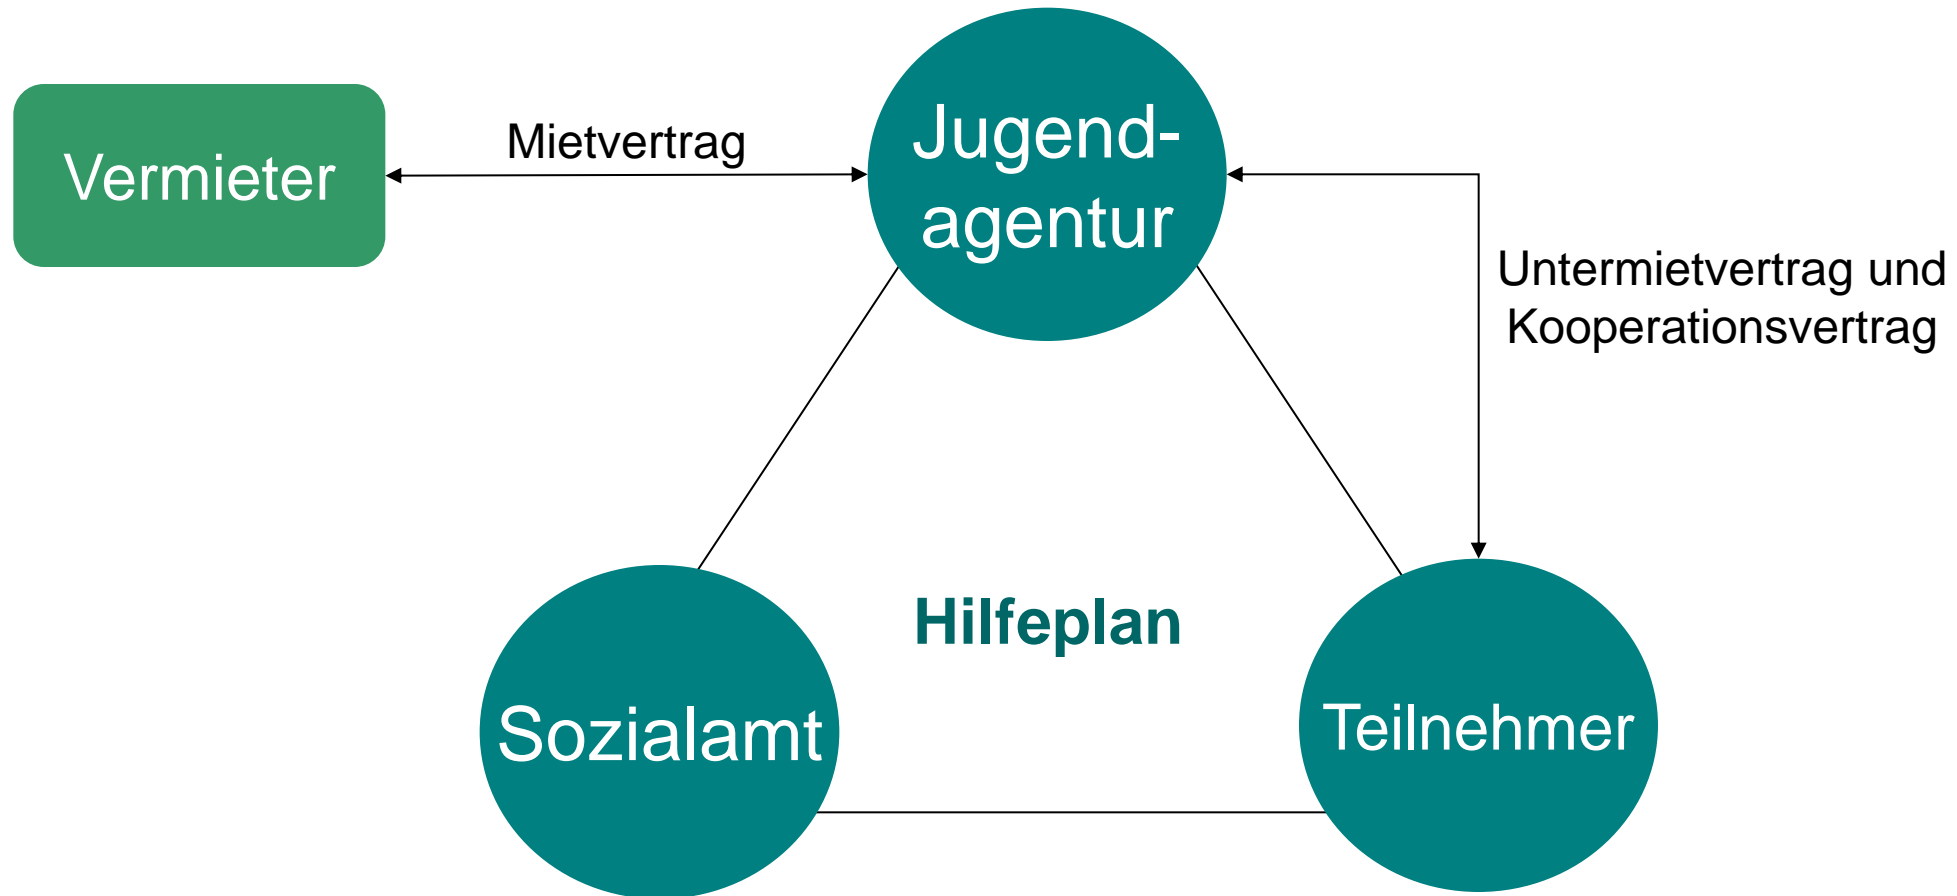 Vermieter
Mietvertrag
Jugend-
agentur
Untermietvertrag und
Kooperationsvertrag
Hilfeplan
Sozialamt
Teilnehmer